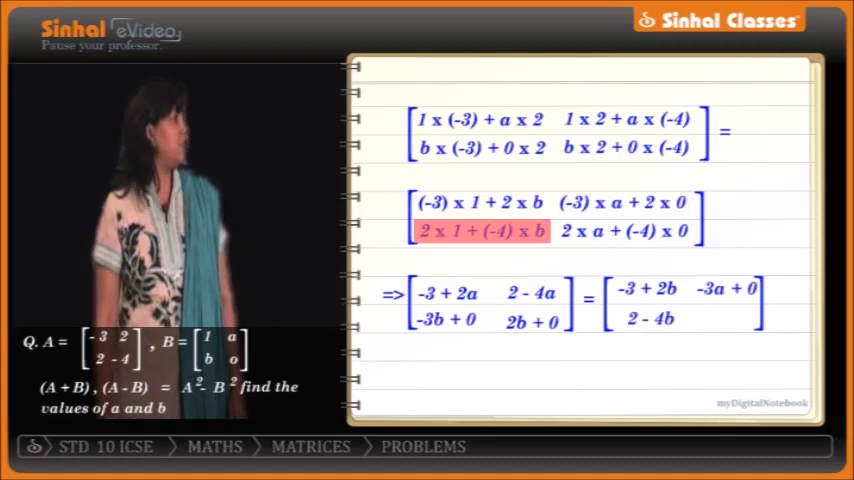 Sinhal eVideo
Pause your professor.
Sinhal Classes
1 x (-3) + a x 2 1 x 2 + a x (-4)
b x (-3) + 0 x 2 b x 2 + 0 x (-4)
=
(-3) x 1 + 2 x b (-3) x a + 2 x 0
2 x 1 + (-4) x b 2 x a + (-4) x 0
=> -3 + 2a 2 - 4a = -3 + 2b -3a + 0
-3b + 0 2b + 0 2 - 4b
Q. A = - 3 2 , B = 1 a
2 - 4 b o
(A + B) , (A - B) = A²- B² find the
values of a and b
myDigitalNotebook
STD 10 ICSE MATHS MATRICES PROBLEMS